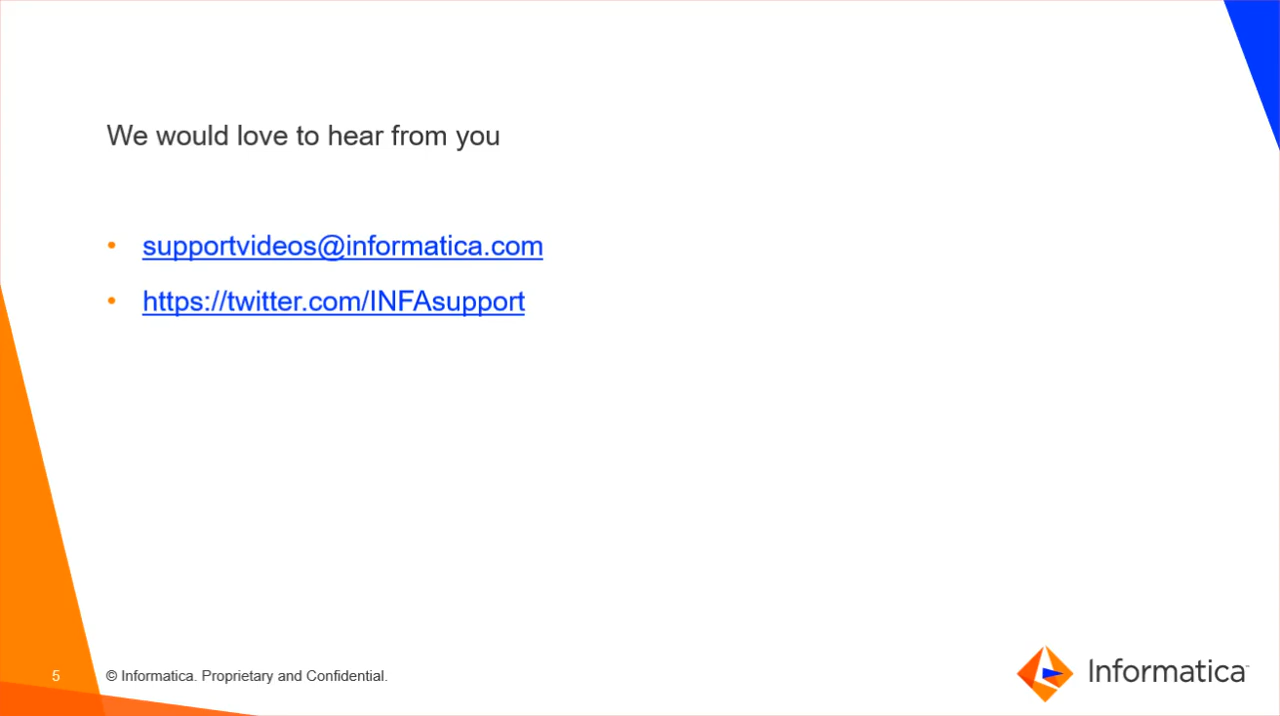 We would love to hear from you
• supportvideos@informatica.com
• https://twitter.com/INFAsupport
5 © Informatica. Proprietary and Confidential.
Informatica™